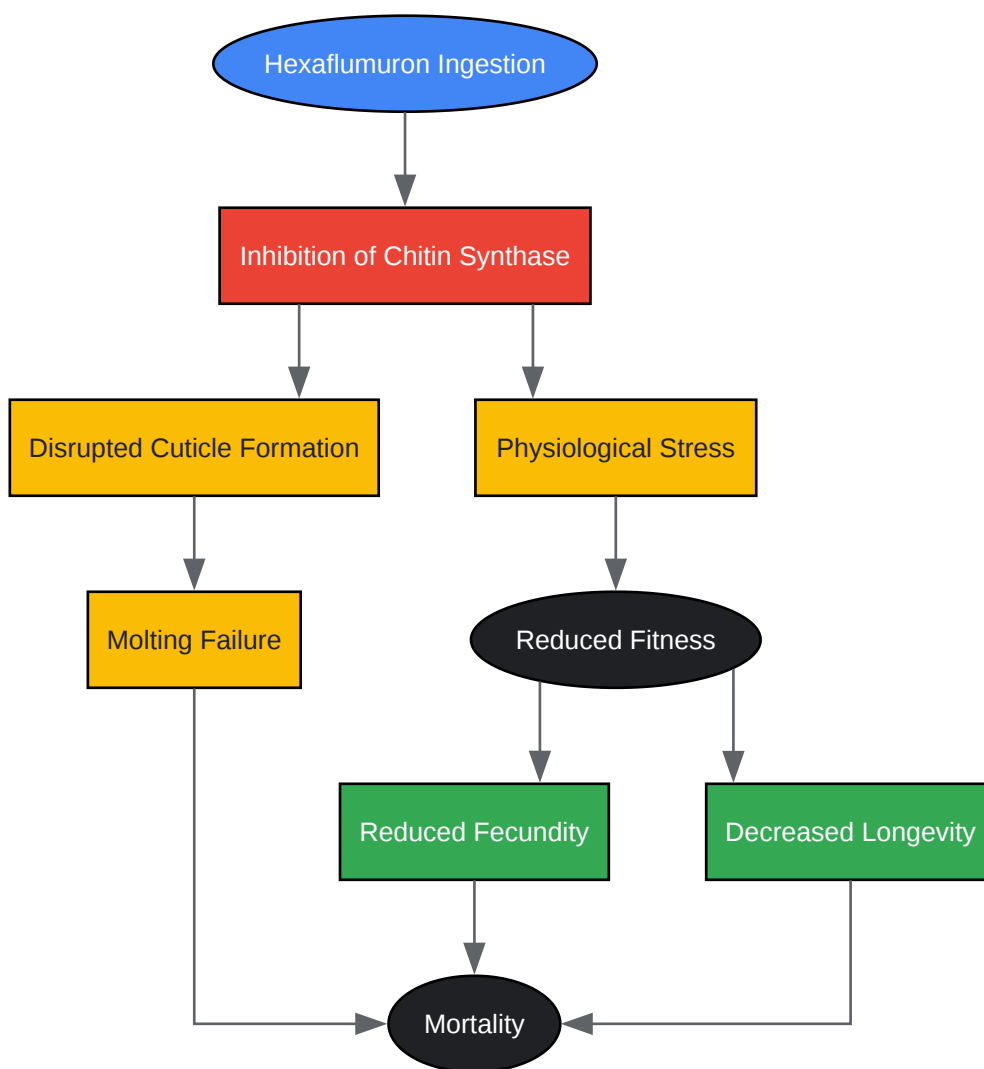 Hexaflumuron Ingestion
Inhibition of Chitin Synthase
Disrupted Cuticle Formation
Physiological Stress
Molting Failure
Reduced Fitness
Reduced Fecundity
Decreased Longevity
Mortality